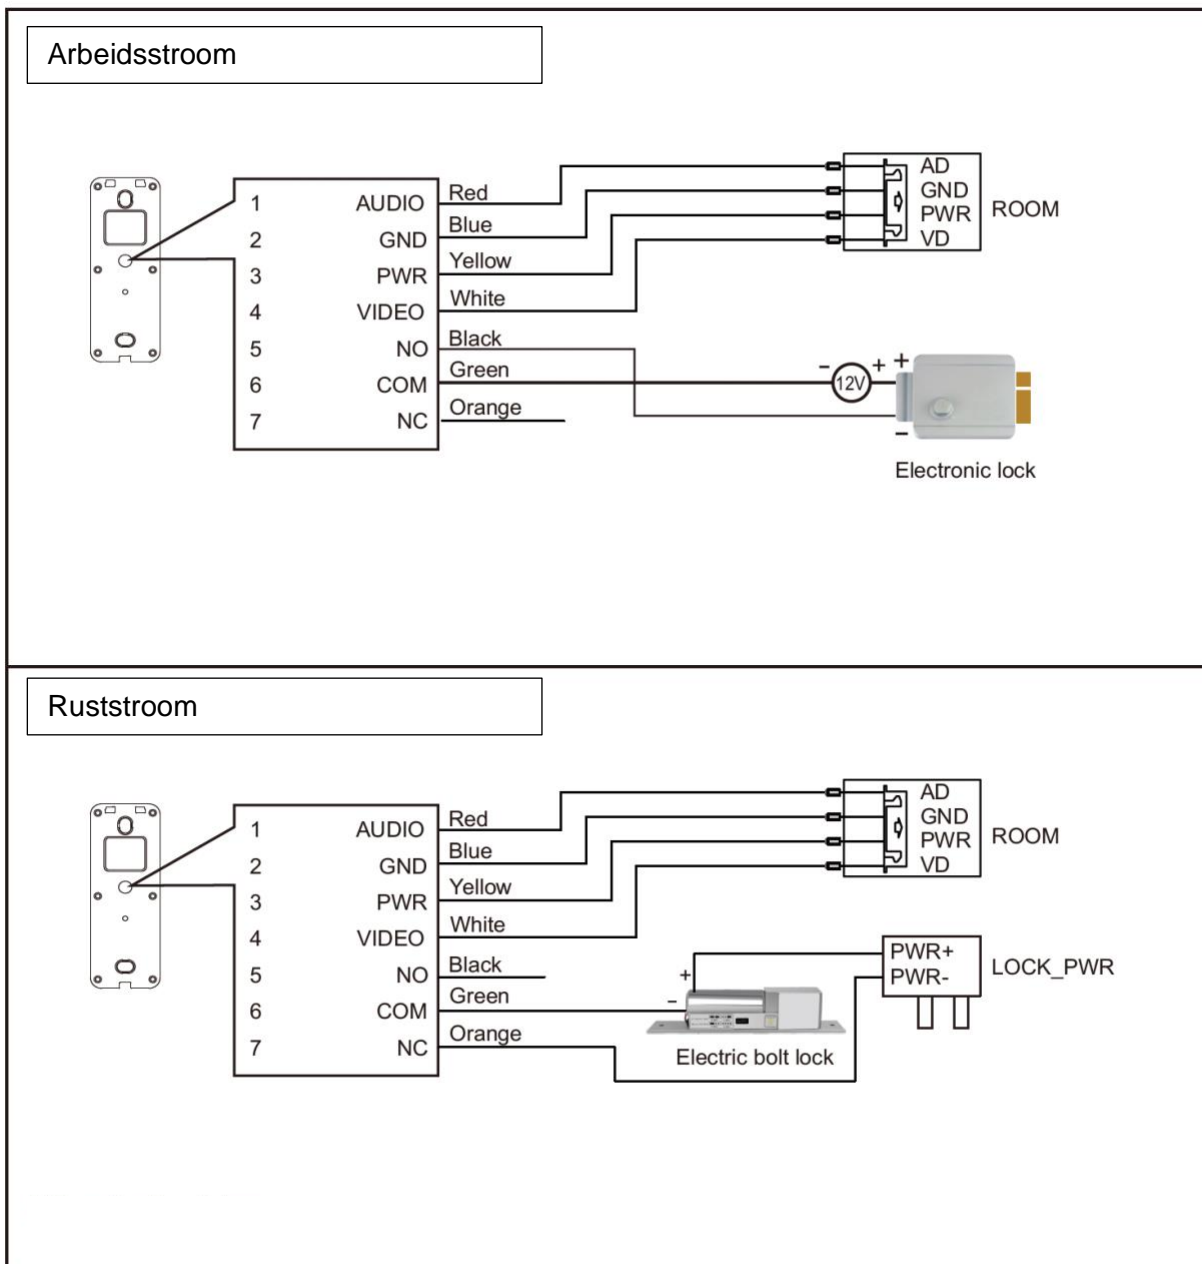 Arbeidsstroom
1 AUDIO Red
2 GND Blue
3 PWR Yellow
4 VIDEO White
5 NO Black
6 COM Green
7 NC Orange
AD
GND
PWR
VD
ROOM
- + +
12V
-
Electronic lock
Ruststroom
1 AUDIO Red
2 GND Blue
3 PWR Yellow
4 VIDEO White
5 NO Black
6 COM Green
7 NC Orange
AD
GND
PWR
VD
ROOM
PWR+
PWR-
LOCK_PWR
+
-
Electric bolt lock